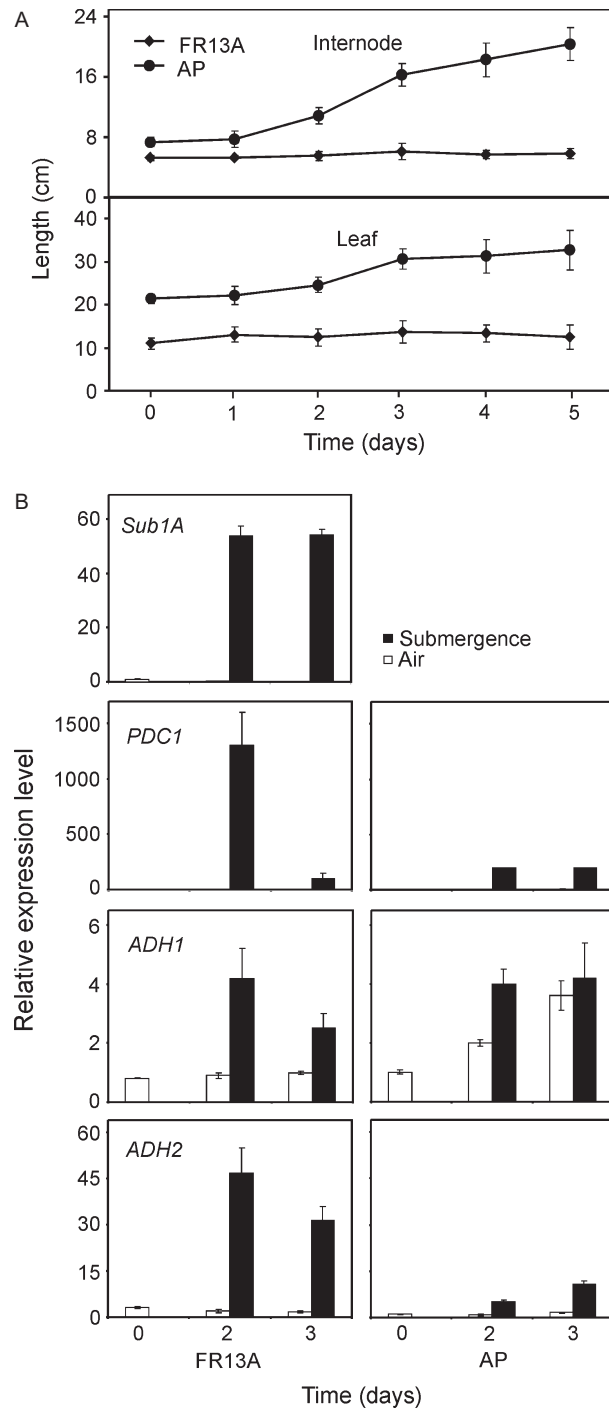 A
FR13A
AP
Internode
24
16
8
0
Leaf
40
30
20
10
0
Length (cm)
0 1 2 3 4 5
Time (days)
B
Sub1A
60
40
20
0
Submergence
Air
PDC1
1500
1000
500
0
ADH1
6
4
2
0
ADH2
60
45
30
15
0
Relative expression level
0 2 3 0 2 3
FR13A AP
Time (days)